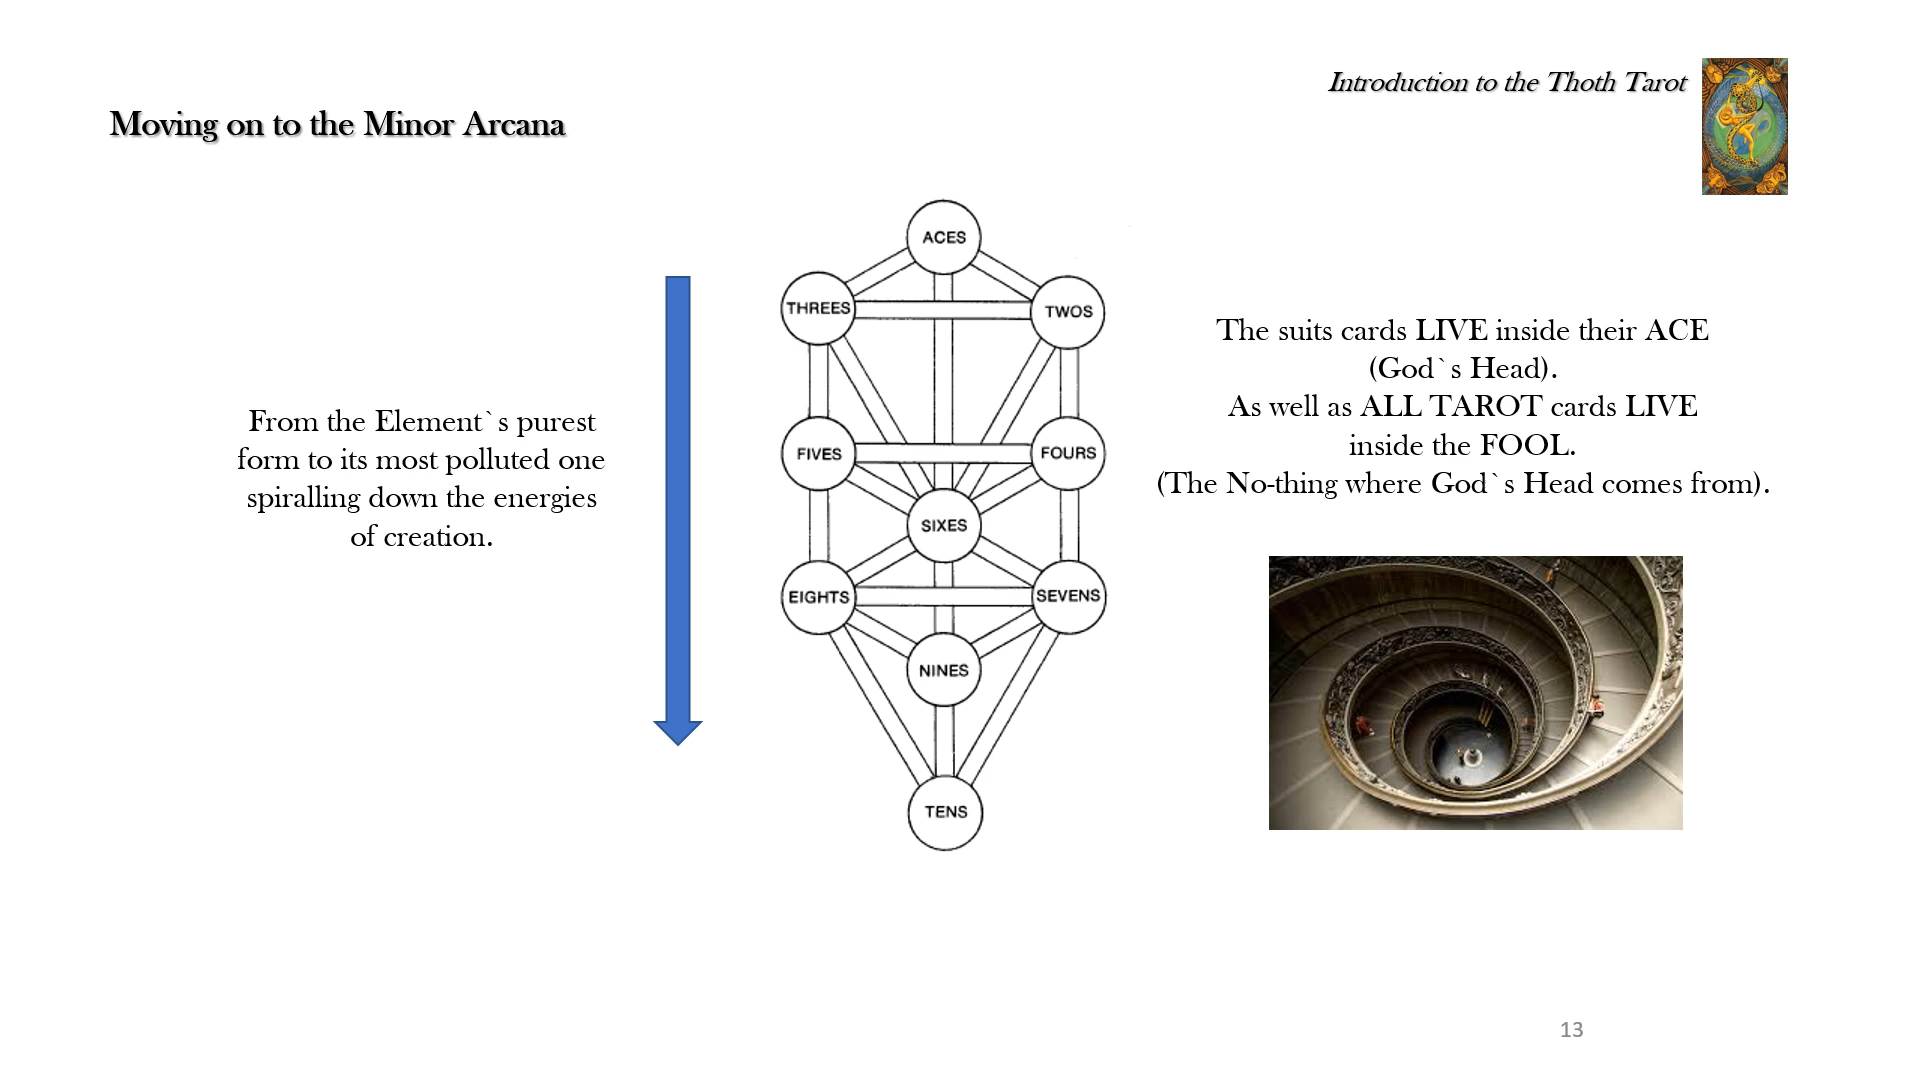 Introduction to the Thoth Tarot
Moving on to the Minor Arcana
ACES
THREES
TWOS
FIVES
FOURS
SIXES
EIGHTS
SEVENS
NINES
TENS
From the Element`s purest
form to its most polluted one
spiralling down the energies
of creation.
The suits cards LIVE inside their ACE
(God`s Head).
As well as ALL TAROT cards LIVE
inside the FOOL.
(The No-thing where God`s Head comes from).
13